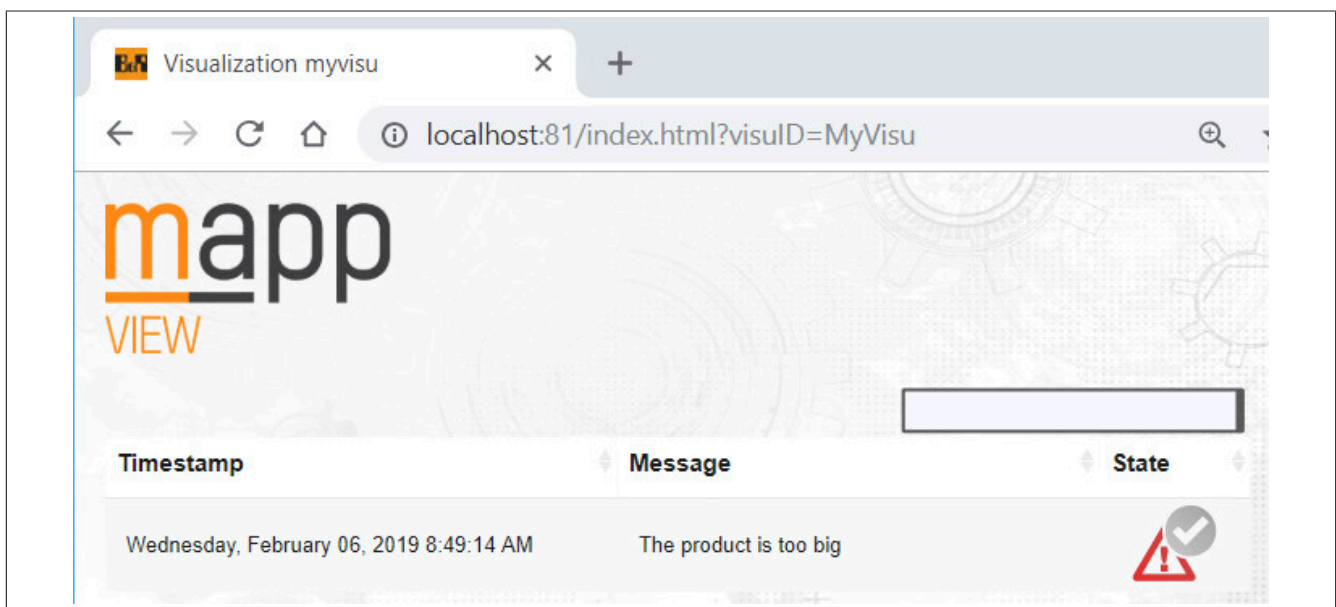 B&R Visualization myvisu
localhost:81/index.html?visuID=MyVisu
mapp
VIEW
Timestamp Message State
Wednesday, February 06, 2019 8:49:14 AM The product is too big